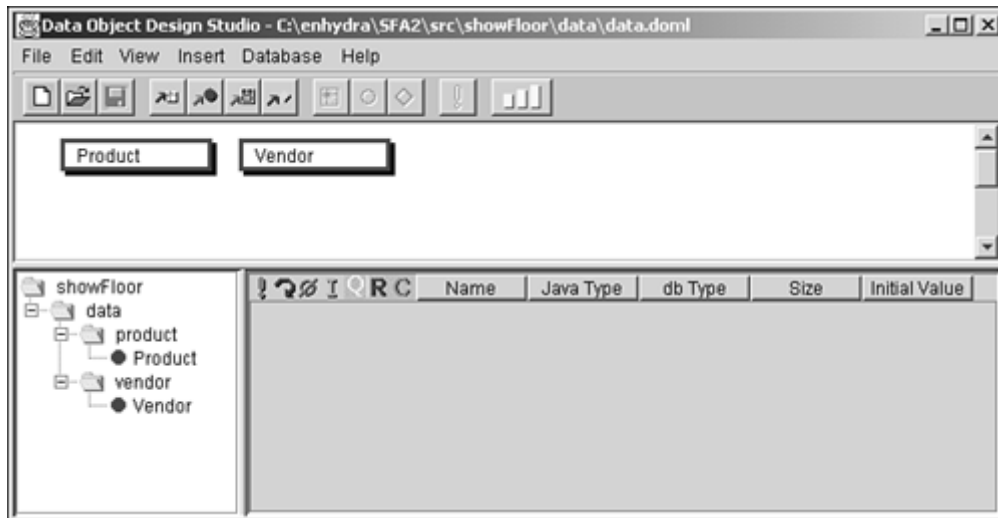 Data Object Design Studio - C:\enhydra\SFA2\src\showFloor\data\data.doml
File Edit View Insert Database Help
Product Vendor
showFloor
data
product
Product
vendor
Vendor
! ? Ø I Q R C Name Java Type db Type Size Initial Value